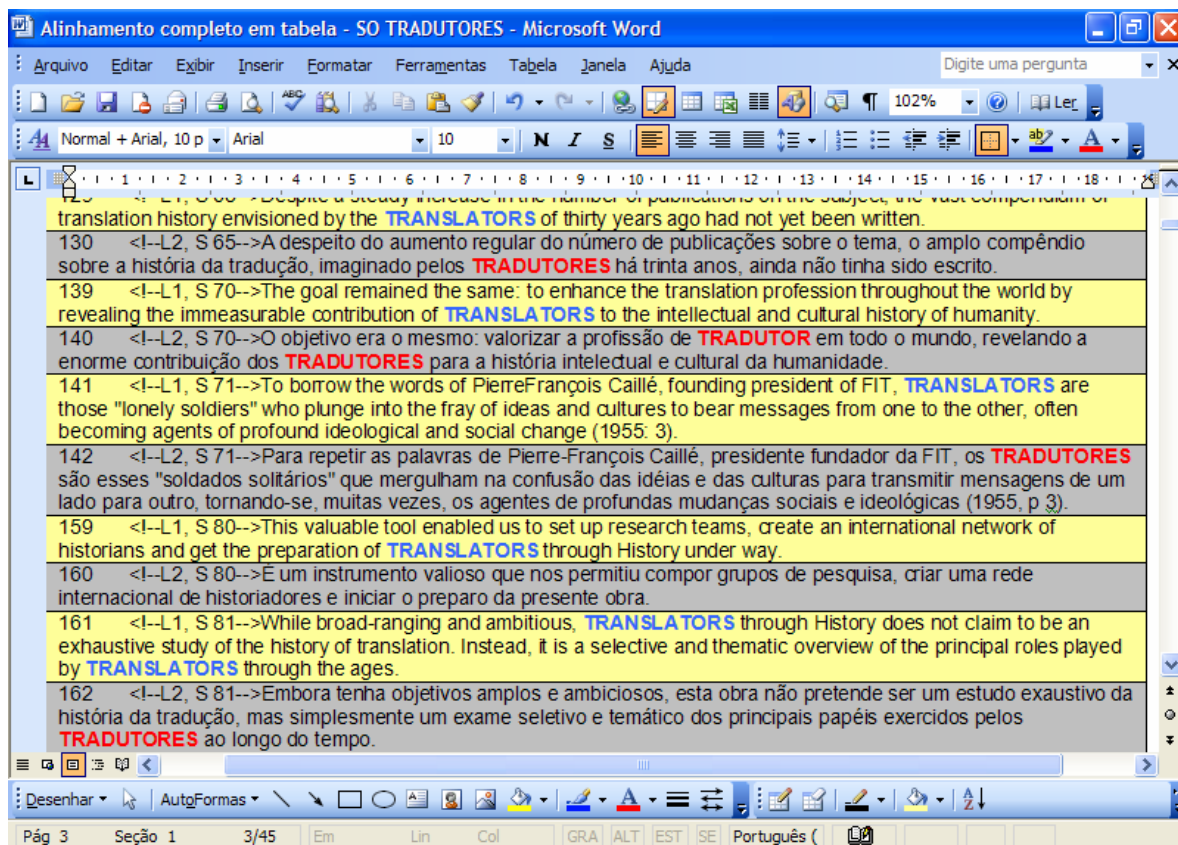 Alinhamento completo em tabela - SO TRADUTORES - Microsoft Word
Arquivo Editar Exibir Inserir Formatar Ferramentas Tabela Janela Ajuda Digite uma pergunta
102% Ler
Normal + Arial, 10 p Arial 10 N I S
1 2 3 4 5 6 7 8 9 10 11 12 13 14 15 16 17 18
translation history envisioned by the TRANSLATORS of thirty years ago had not yet been written.
130 <!--L2, S 65-->A despeito do aumento regular do número de publicações sobre o tema, o amplo compêndio
sobre a história da tradução, imaginado pelos TRADUTORES há trinta anos, ainda não tinha sido escrito.
139 <!--L1, S 70-->The goal remained the same: to enhance the translation profession throughout the world by
revealing the immeasurable contribution of TRANSLATORS to the intellectual and cultural history of humanity.
140 <!--L2, S 70-->O objetivo era o mesmo: valorizar a profissão de TRADUTOR em todo o mundo, revelando a
enorme contribuição dos TRADUTORES para a história intelectual e cultural da humanidade.
141 <!--L1, S 71-->To borrow the words of PierreFrançois Caillé, founding president of FIT, TRANSLATORS are
those "lonely soldiers" who plunge into the fray of ideas and cultures to bear messages from one to the other, often
becoming agents of profound ideological and social change (1955: 3).
142 <!--L2, S 71-->Para repetir as palavras de Pierre-François Caillé, presidente fundador da FIT, os TRADUTORES
são esses "soldados solitários" que mergulham na confusão das idéias e das culturas para transmitir mensagens de um
lado para outro, tornando-se, muitas vezes, os agentes de profundas mudanças sociais e ideológicas (1955, p 3).
159 <!--L1, S 80-->This valuable tool enabled us to set up research teams, create an international network of
historians and get the preparation of TRANSLATORS through History under way.
160 <!--L2, S 80-->É um instrumento valioso que nos permitiu compor grupos de pesquisa, criar uma rede
internacional de historiadores e iniciar o preparo da presente obra.
161 <!--L1, S 81-->While broad-ranging and ambitious, TRANSLATORS through History does not claim to be an
exhaustive study of the history of translation. Instead, it is a selective and thematic overview of the principal roles played
by TRANSLATORS through the ages.
162 <!--L2, S 81-->Embora tenha objetivos amplos e ambiciosos, esta obra não pretende ser um estudo exaustivo da
história da tradução, mas simplesmente um exame seletivo e temático dos principais papéis exercidos pelos
TRADUTORES ao longo do tempo.
Desenhar AutoFormas
Pág 3 Seção 1 3/45 Em Lin Col GRA ALT EST SE Português (